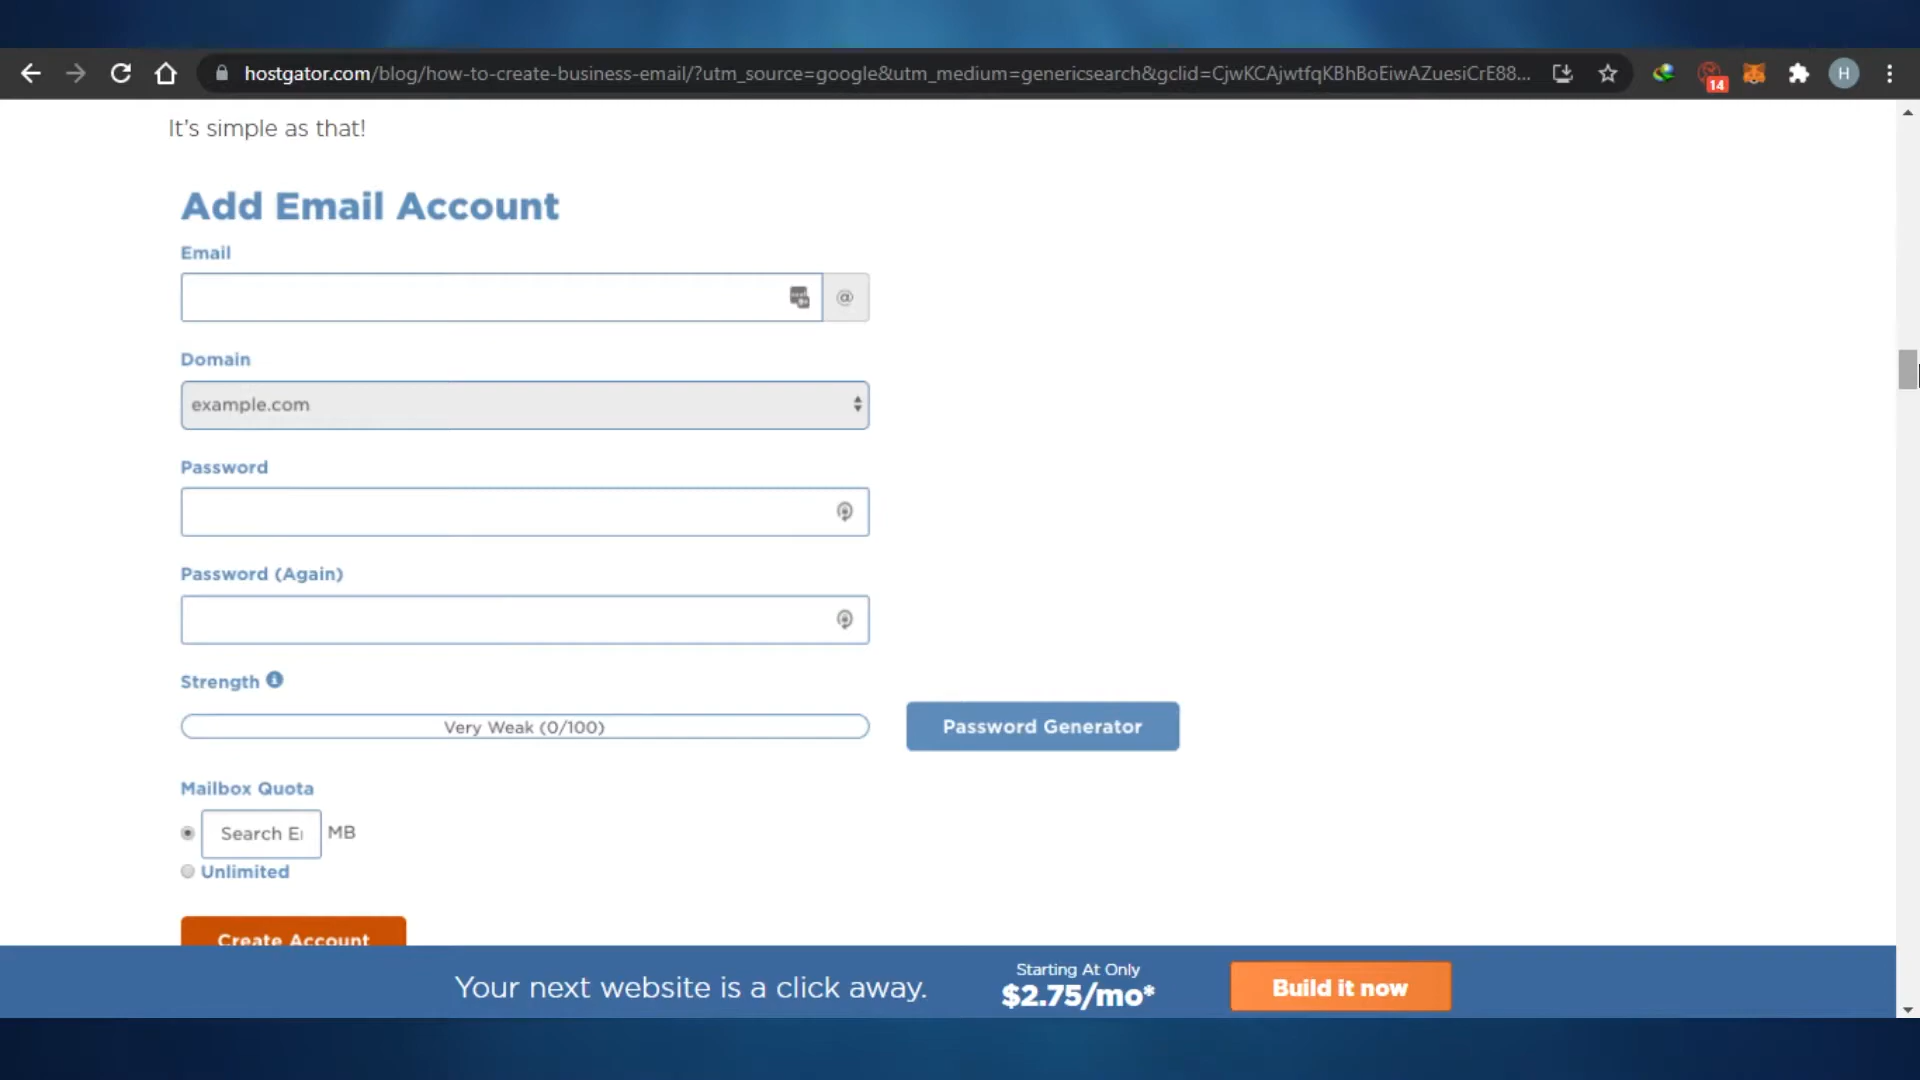 hostgator.com/blog/how-to-create-business-email/?utm_source=google&utm_medium=genericsearch&gclid=CjwKCAjwtfqKBhBoEiwAZuesiCrE88...
14
H
It's simple as that!
Add Email Account
Email
@
Domain
example.com
Password
Password (Again)
Strength
Very Weak (0/100)
Password Generator
Mailbox Quota
Search E
MB
Unlimited
Create Account
Your next website is a click away.
Starting At Only
$2.75/mo*
Build it now